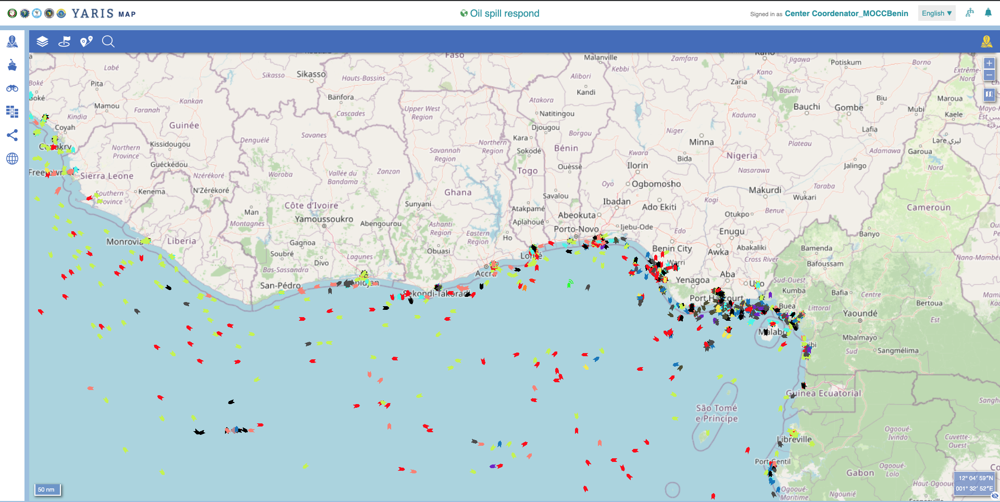 YARIS MAP
Oil spill respond
Signed in as Center Coordenator_MOCCBenin
English ▼
Faso
Malanville
Kano
Zamfara
Jigawa
Potiskum
Borno
Extrême-
Nord
Labé
Pita
Sikasso
Sikasso
Hauts-Bassins
Kebbi
Kano
Zaria
Alibori
Kandi
Bauchi
Biu
Maroua
Boké
Mamou
Kindia
Faranah
Kankan
Banfora
Cascades
Upper West
Region
Atakora
Natitingou
Kaduna
Bauchi
Gombe
Mubi
Kaele
Coyah
Guinée
Djougou
Borgou
Niger
Minna
Lafia
Kissidougou
Denguélé
Savanes
Northern
Region
Kara
Sokodé
Bénin
Plateau
Adamawa
Garoua
Northern
Province
Savannah
Region
Kwara
Bida
Nigeria
Guéckédou
Nzérékoré
Woroba
Vallée du
Bandama
Zanzan
Togo
Ouèssè
Ilorin
Nasarawa
Jalingo
Nord
Sierra Leone
Southern
Province
Kenema
N'Zérékoré
Oyo
Ogbomosho
Makurdi
Taraba
Wukari
Ghana
Savalou
Ibadan
Ado Ekiti
Kogi
Man
Côte d'Ivoire
Sunyani
Atakpamé
Abeokuta
Otukpo
Benue
Cameroun
Yamoussoukro
Montagnes
Abengourou
Ashanti
Region
Aplahoué
Porto-Novo
Ijebu-Ode
Edo
Enugu
Banyo
Monrovia
Liberia
Gagnoa
Eastern
Region
Ho
Benin City
Awka
Abakaliki
Bamenda
Soubré
Divo
Lagunes
Obuasi
Cross River
Bafoussam
Bas-Sassandra
Accra
Warri
Aba
San-Pédro
Yenagoa
Sud-Ouest
Kumba
Bafia
Centre
Sekondi-Takoradi
Port Harcourt
Buea
Littoral
Bertoua
Yaoundé
Est
Malabo
Mbalmayo
Sud
Sangmélima
Guinea Ecuatorial
São Tomé
e Príncipe
Libreville
Ogooué-
Ivindo
Cuvette-
Ouest
Port-Gentil
Gabon
Ogooué-
Lolo
Haut-Ogooué
Ogooué-
Maritime
Ngounié
50 nm
12° 04′ 59″N
001° 32′ 52″E